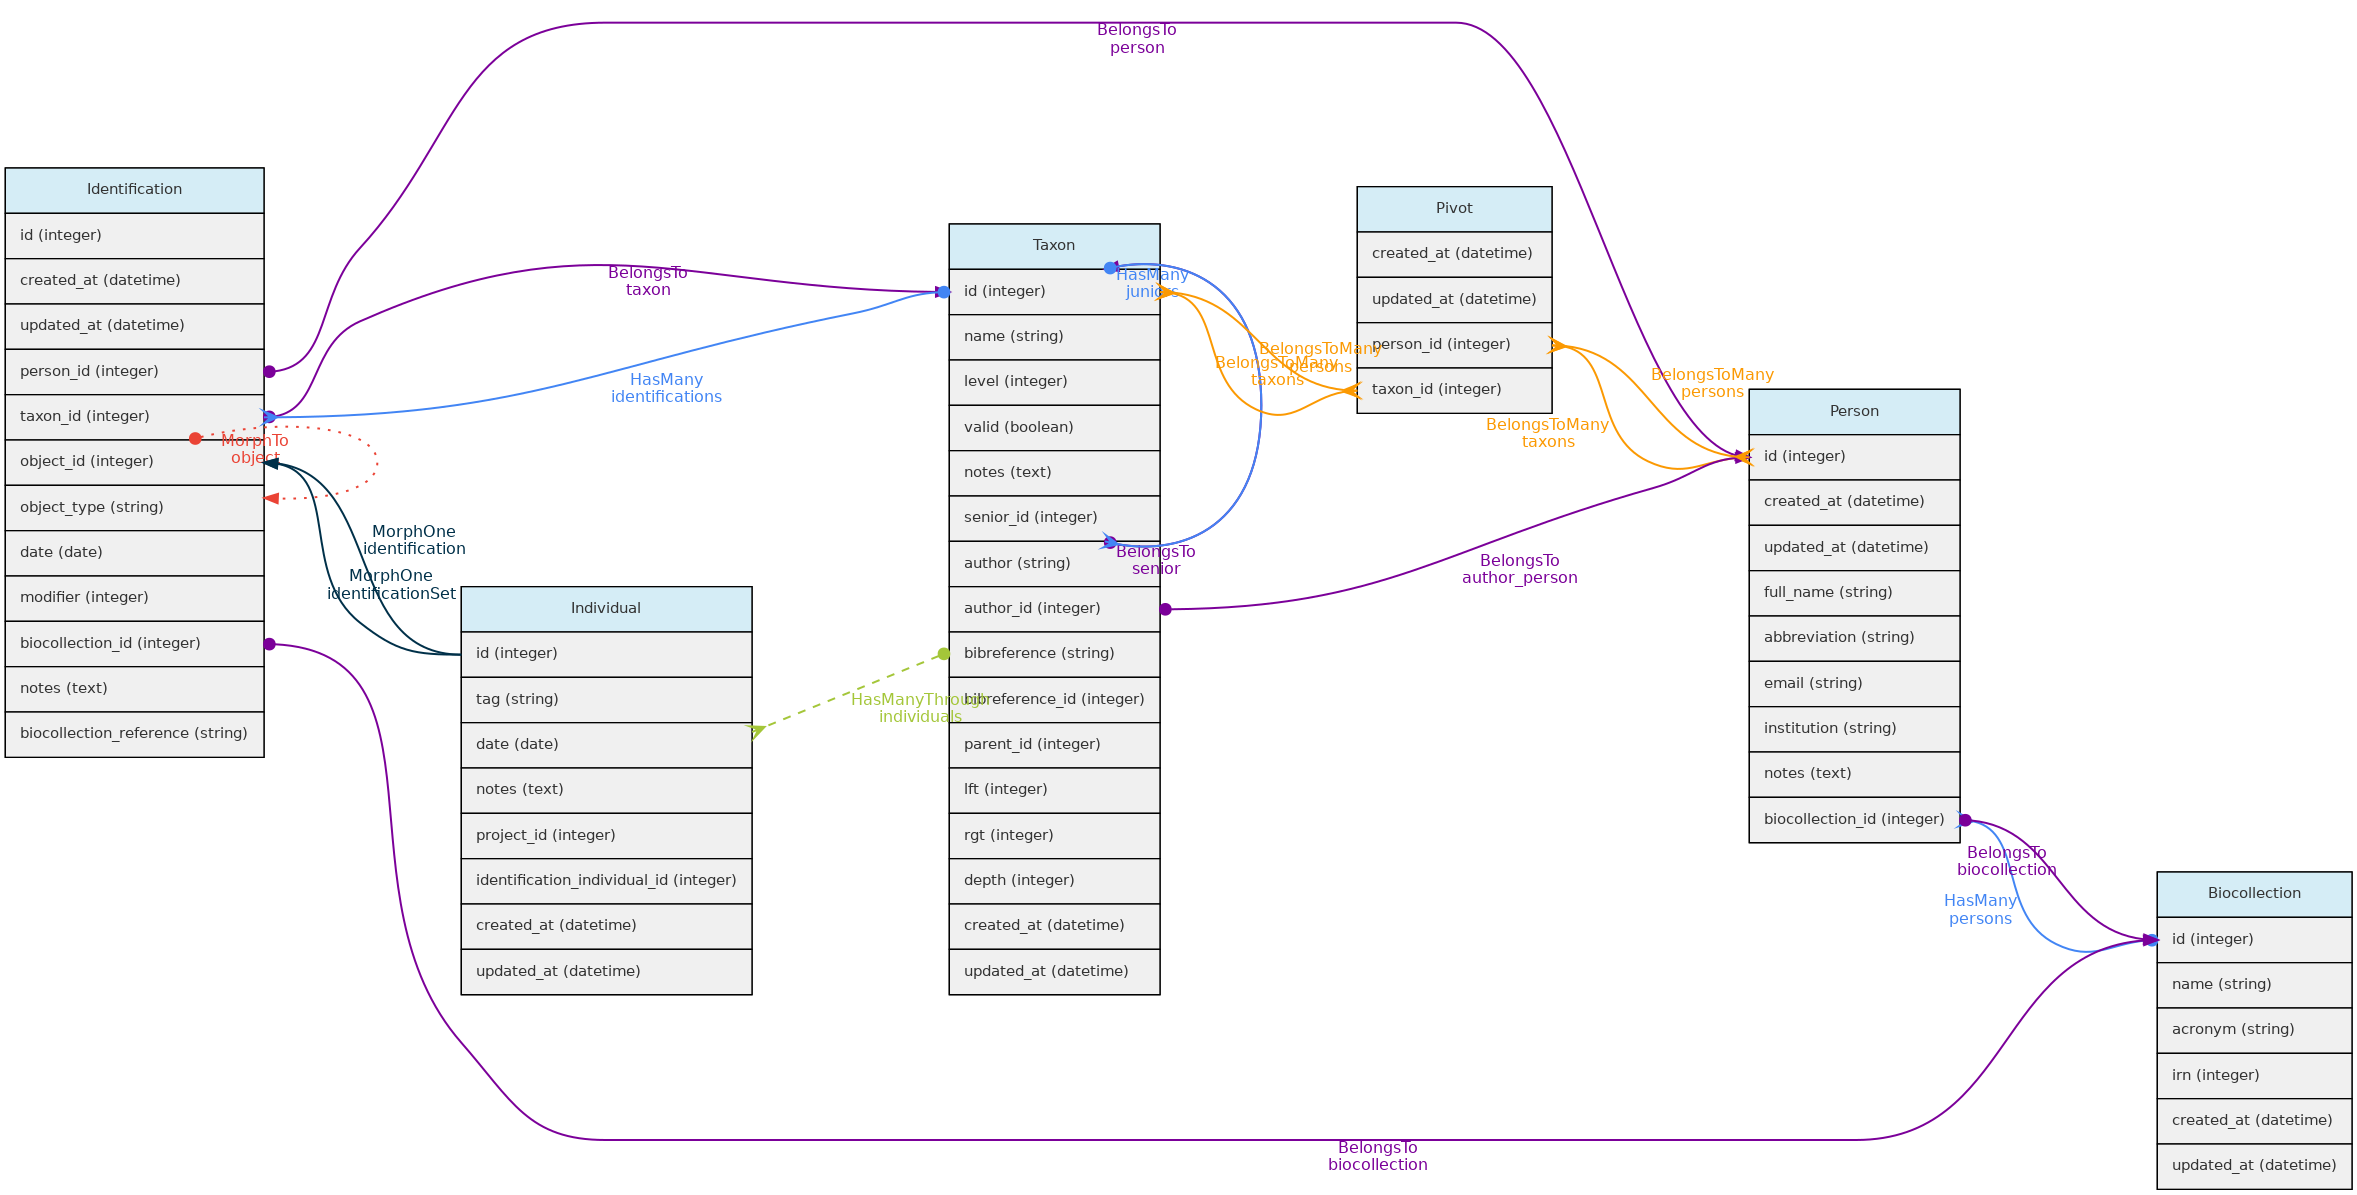 BelongsTo
person
Identification
id (integer)
created_at (datetime)
updated_at (datetime)
person_id (integer)
taxon_id (integer)
object_id (integer)
object_type (string)
date (date)
modifier (integer)
biocollection_id (integer)
notes (text)
biocollection_reference (string)
MorphTo
object
BelongsTo
taxon
HasMany
identifications
MorphOne
identification
MorphOne
identificationSet
Individual
id (integer)
tag (string)
date (date)
notes (text)
project_id (integer)
identification_individual_id (integer)
created_at (datetime)
updated_at (datetime)
HasManyThrough
individuals
Taxon
id (integer)
name (string)
level (integer)
valid (boolean)
notes (text)
senior_id (integer)
author (string)
author_id (integer)
bibreference (string)
bibreference_id (integer)
parent_id (integer)
lft (integer)
rgt (integer)
depth (integer)
created_at (datetime)
updated_at (datetime)
HasMany
juniors
BelongsTo
senior
BelongsToMany
persons
BelongsToMany
taxons
Pivot
created_at (datetime)
updated_at (datetime)
person_id (integer)
taxon_id (integer)
BelongsToMany
persons
BelongsToMany
taxons
BelongsTo
author_person
Person
id (integer)
created_at (datetime)
updated_at (datetime)
full_name (string)
abbreviation (string)
email (string)
institution (string)
notes (text)
biocollection_id (integer)
BelongsTo
biocollection
HasMany
persons
Biocollection
id (integer)
name (string)
acronym (string)
irn (integer)
created_at (datetime)
updated_at (datetime)
BelongsTo
biocollection